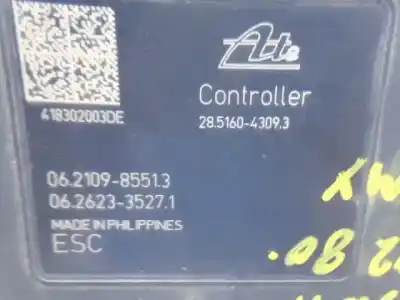 Ate
418302003DE
Controller
28.5160-4309.3
06.2109-8551.3
06.2623-3527.1
MADE IN PHILIPPINES
ESC
80.